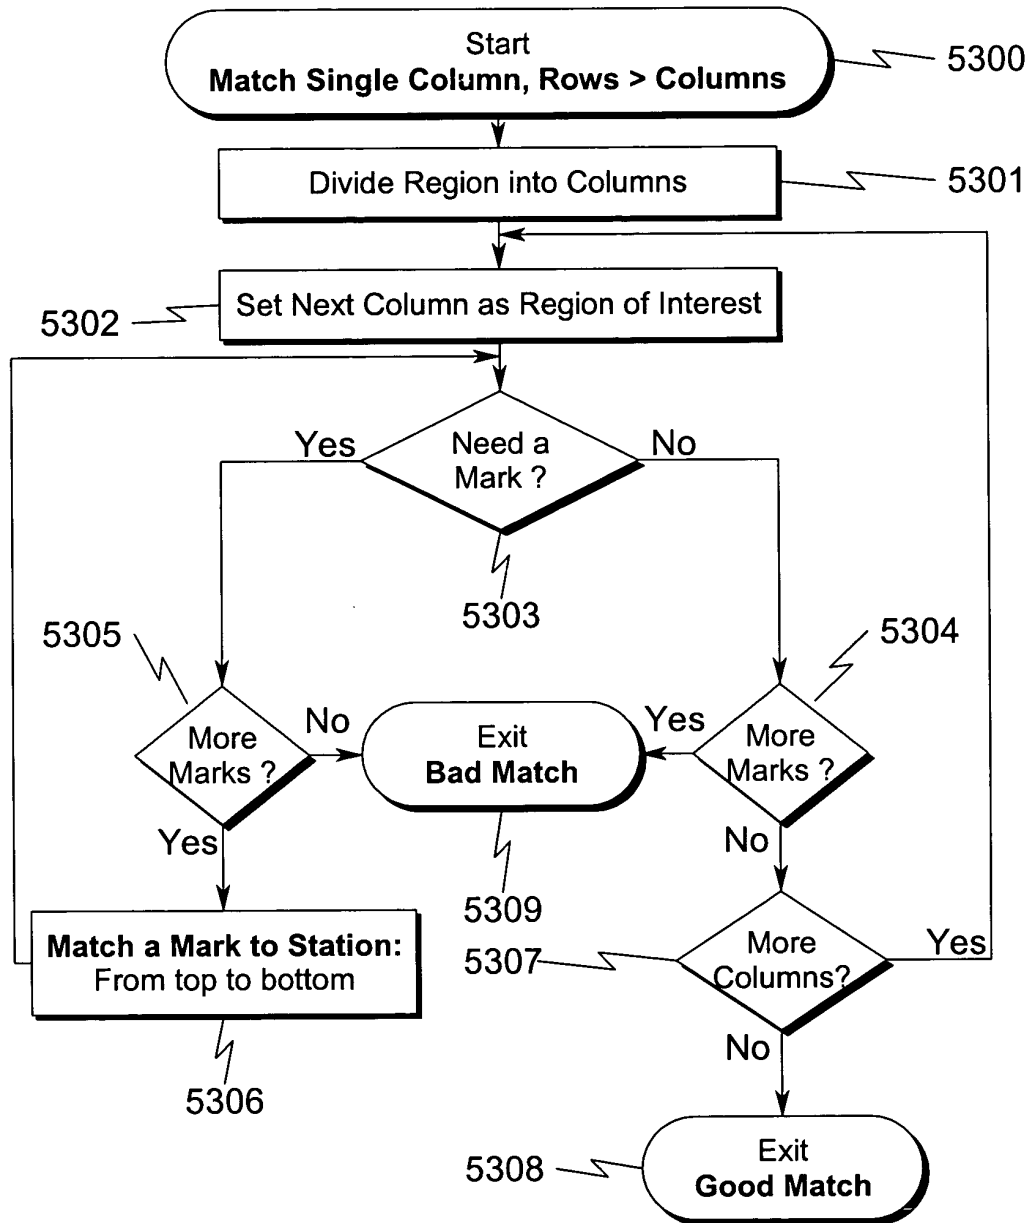 Start
Match Single Column, Rows > Columns
5300
Divide Region into Columns
5301
Set Next Column as Region of Interest
5302
Need a
Mark ?
Yes
No
5303
5305
5304
More
Marks ?
No
Yes
Exit
Bad Match
Yes
More
Marks ?
No
5309
Match a Mark to Station:
From top to bottom
5306
5307
More
Columns?
Yes
No
5308
Exit
Good Match